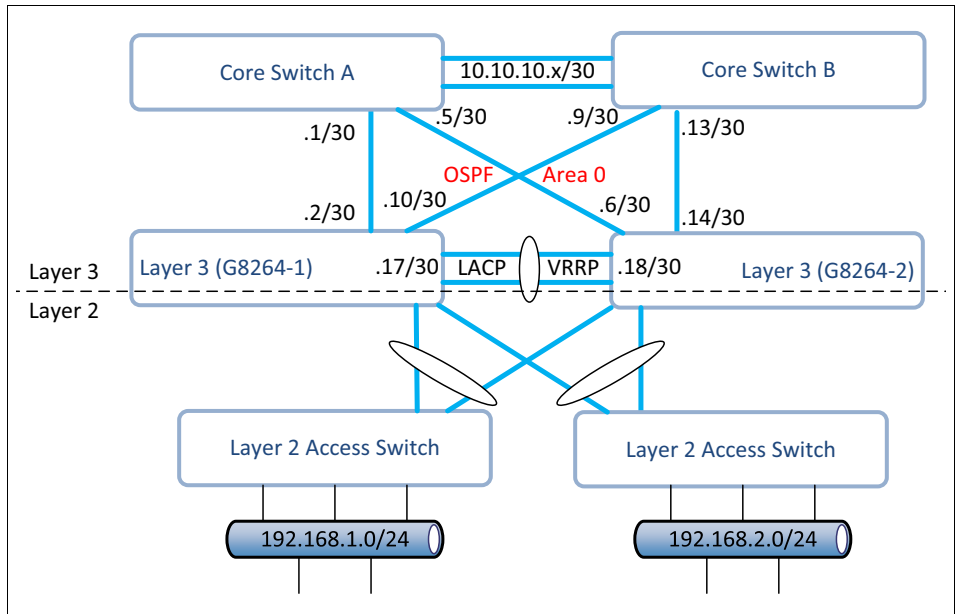 Core Switch A
10.10.10.x/30
Core Switch B
.1/30
.5/30
.9/30
.13/30
OSPF
Area 0
.2/30
.10/30
.6/30
.14/30
Layer 3
Layer 3 (G8264-1)
.17/30
LACP
VRRP
.18/30
Layer 3 (G8264-2)
Layer 2
Layer 2 Access Switch
Layer 2 Access Switch
192.168.1.0/24
192.168.2.0/24